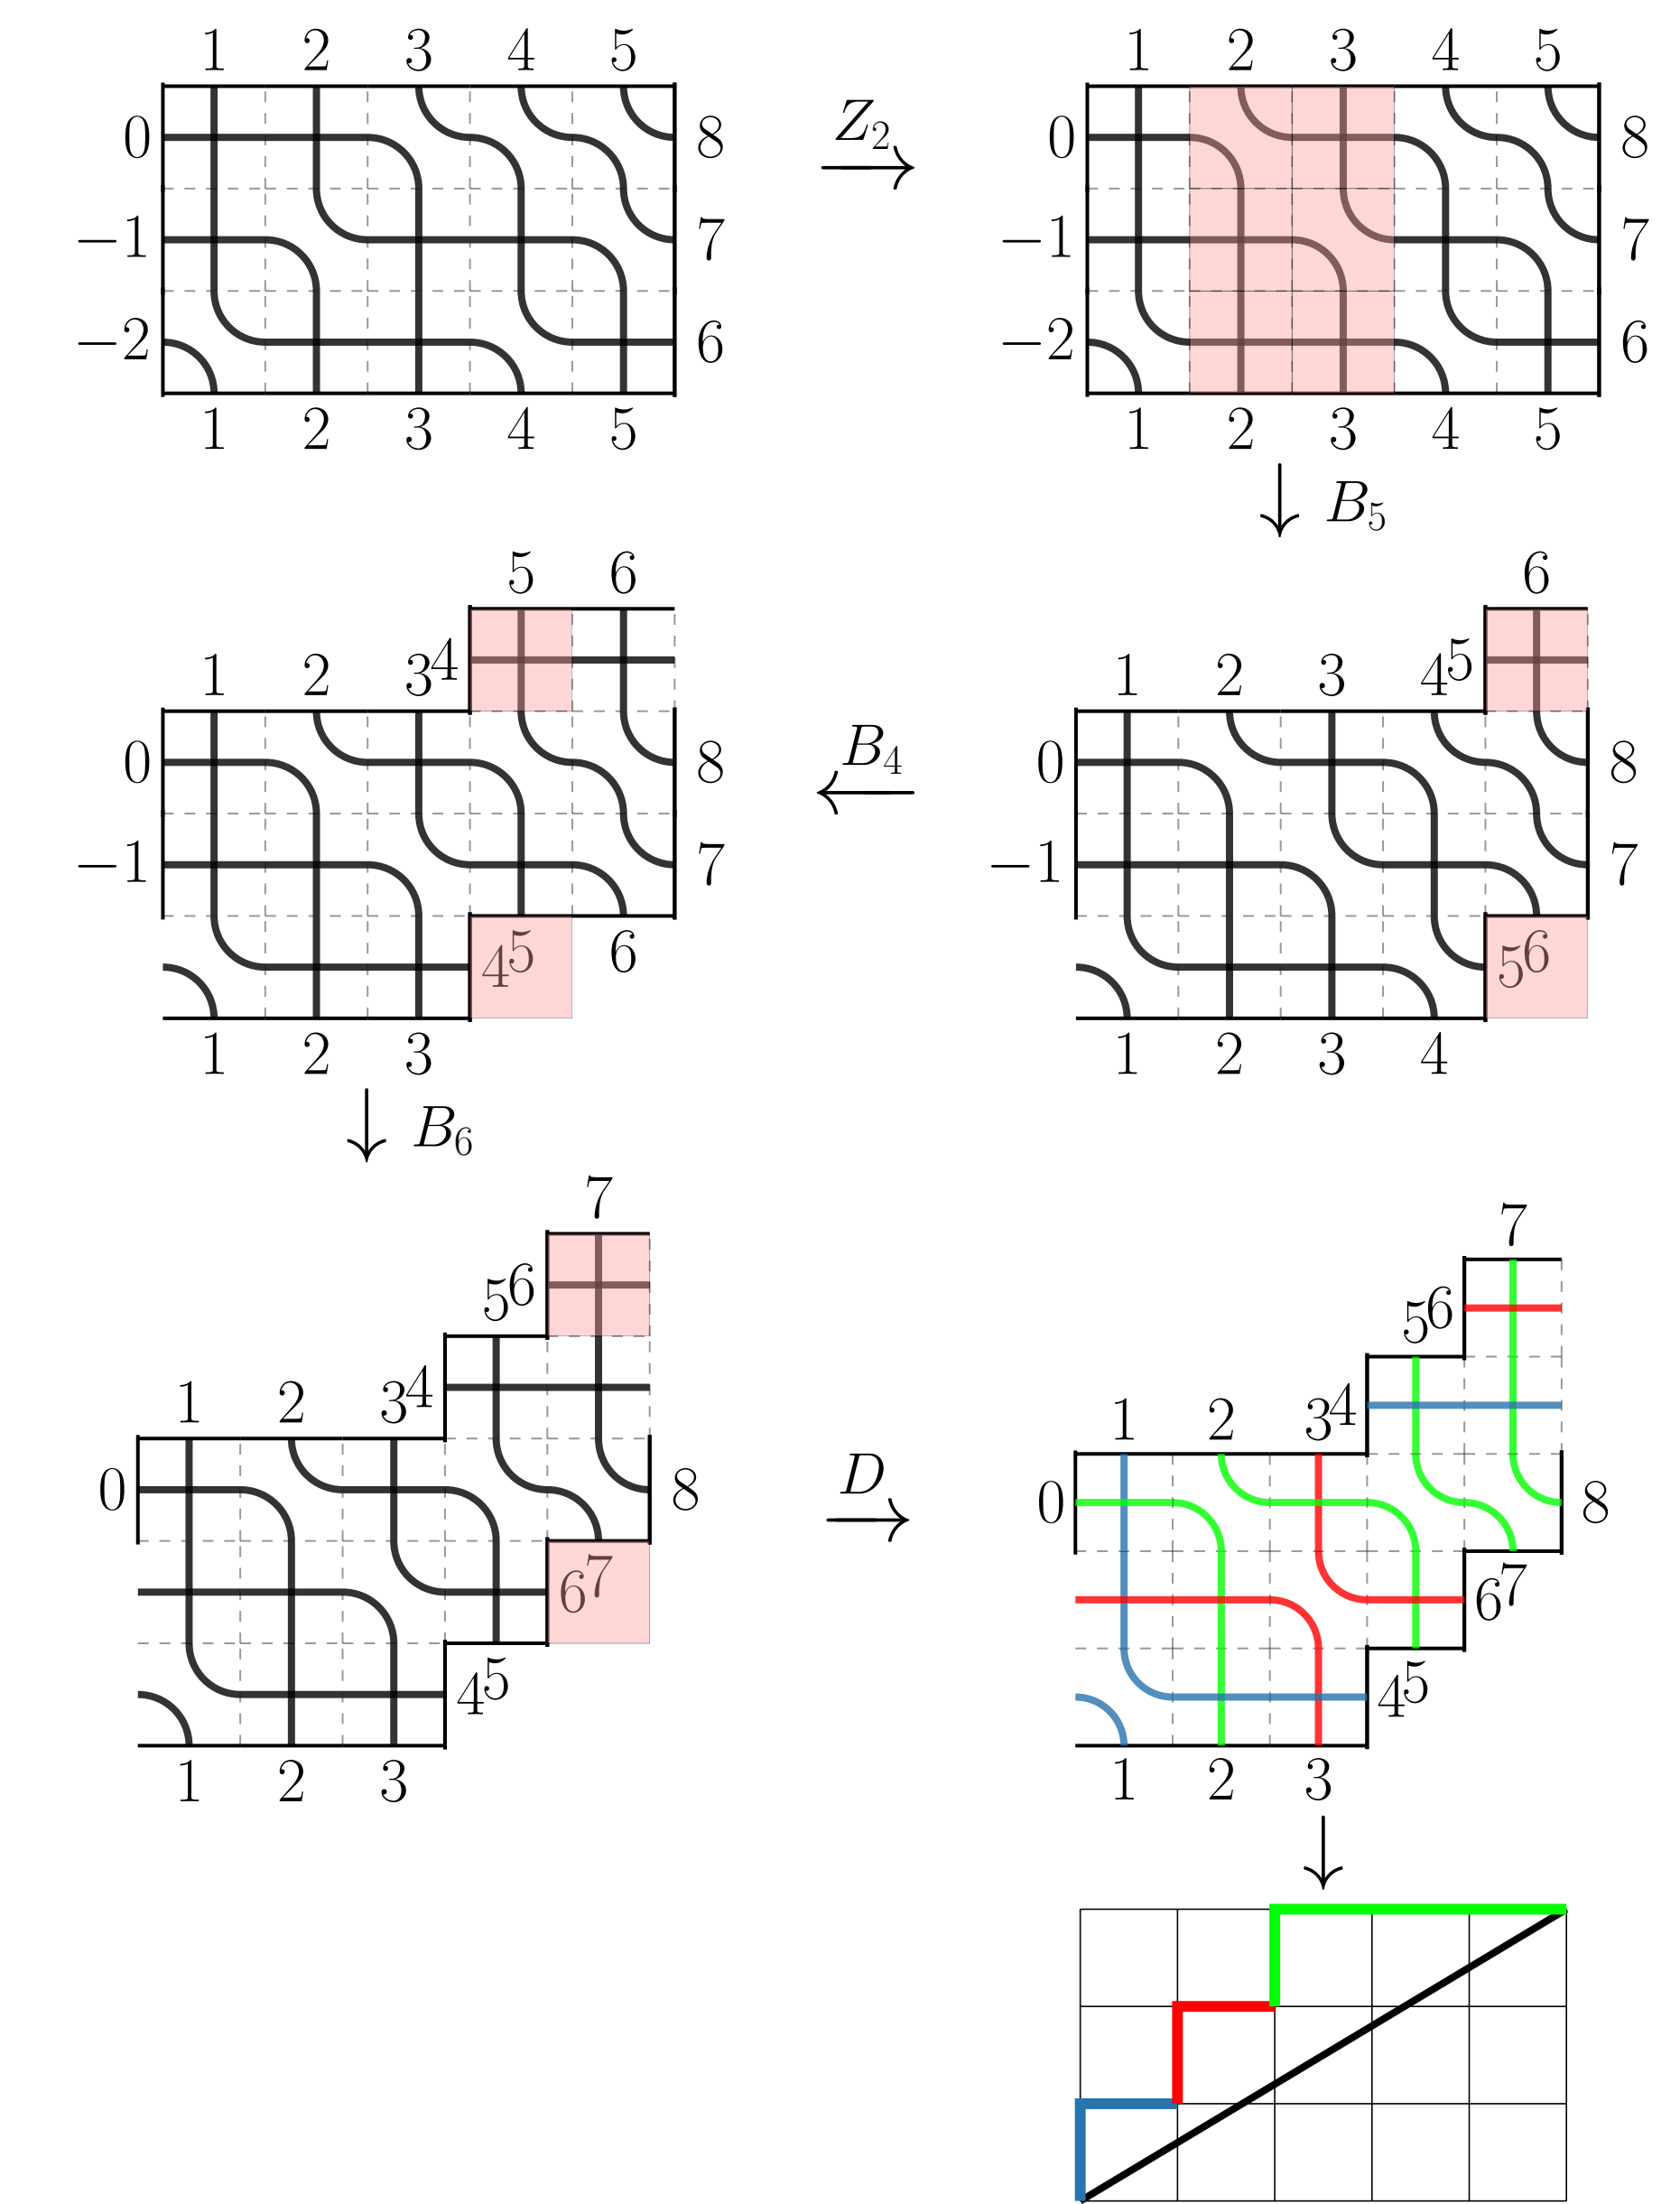 1 2 3 4 5 1 2 3 4 5
0 8 Z₂ 0 8
−1 7 −1 7
−2 6 −2 6
1 2 3 4 5 1 2 3 4 5
B₅
5 6 6
1 2 3 4 1 2 3 4 5
0 8 B₄ 0 8
−1 7 −1 7
4 5 6 5 6
1 2 3 1 2 3 4
B₆
7 7
5 6 5 6
1 2 3 4 1 2 3 4
0 8 D 0 8
6 7 6 7
4 5 4 5
1 2 3 1 2 3